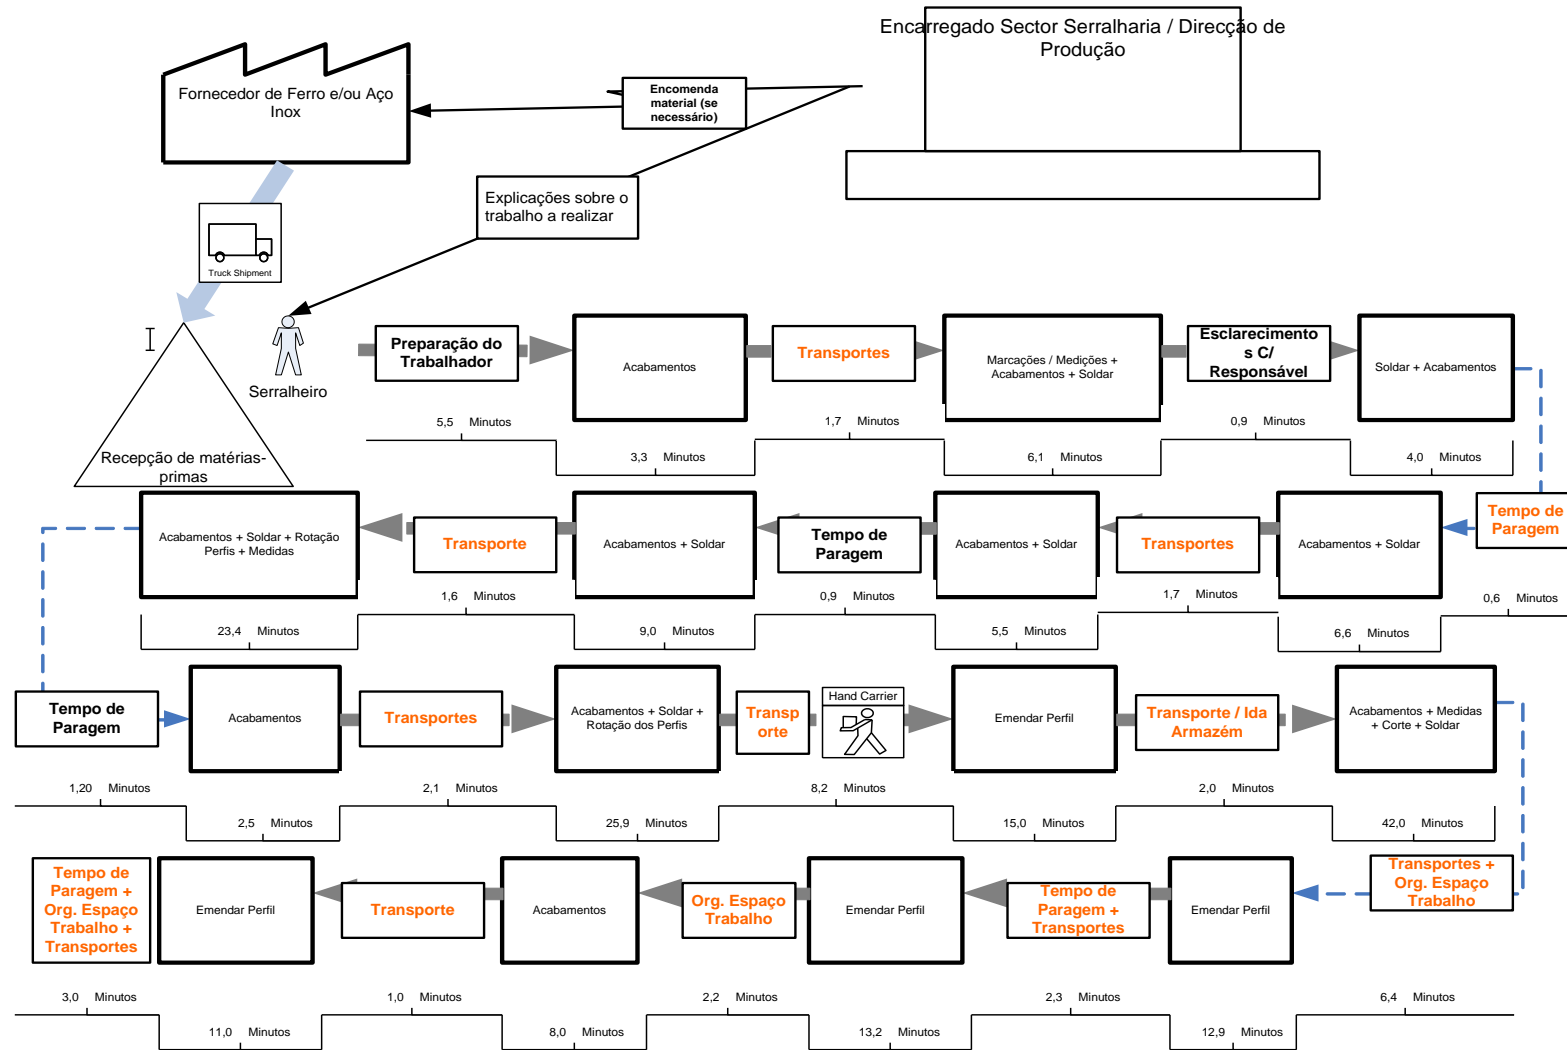 Encarregado Sector Serralharia / Direcção de
Produção
Fornecedor de Ferro e/ou Aço
Inox
Encomenda
material (se
necessário)
Explicações sobre o
trabalho a realizar
Truck Shipment
I
Serralheiro
Recepção de matérias-
primas
Preparação do
Trabalhador
Acabamentos
Transportes
Marcações / Medições +
Acabamentos + Soldar
Esclarecimento
s C/
Responsável
Soldar + Acabamentos
5,5 Minutos
3,3 Minutos
1,7 Minutos
6,1 Minutos
0,9 Minutos
4,0 Minutos
Acabamentos + Soldar + Rotação
Perfis + Medidas
Transporte
Acabamentos + Soldar
Tempo de
Paragem
Acabamentos + Soldar
Transportes
Acabamentos + Soldar
Tempo de
Paragem
23,4 Minutos
1,6 Minutos
9,0 Minutos
0,9 Minutos
5,5 Minutos
1,7 Minutos
6,6 Minutos
0,6 Minutos
Tempo de
Paragem
Acabamentos
Transportes
Acabamentos + Soldar +
Rotação dos Perfis
Transp
orte
Hand Carrier
Emendar Perfil
Transporte / Ida
Armazém
Acabamentos + Medidas
+ Corte + Soldar
1,20 Minutos
2,5 Minutos
2,1 Minutos
25,9 Minutos
8,2 Minutos
15,0 Minutos
2,0 Minutos
42,0 Minutos
Tempo de
Paragem +
Org. Espaço
Trabalho +
Transportes
Emendar Perfil
Transporte
Acabamentos
Org. Espaço
Trabalho
Emendar Perfil
Tempo de
Paragem +
Transportes
Emendar Perfil
Transportes +
Org. Espaço
Trabalho
3,0 Minutos
11,0 Minutos
1,0 Minutos
8,0 Minutos
2,2 Minutos
13,2 Minutos
2,3 Minutos
12,9 Minutos
6,4 Minutos